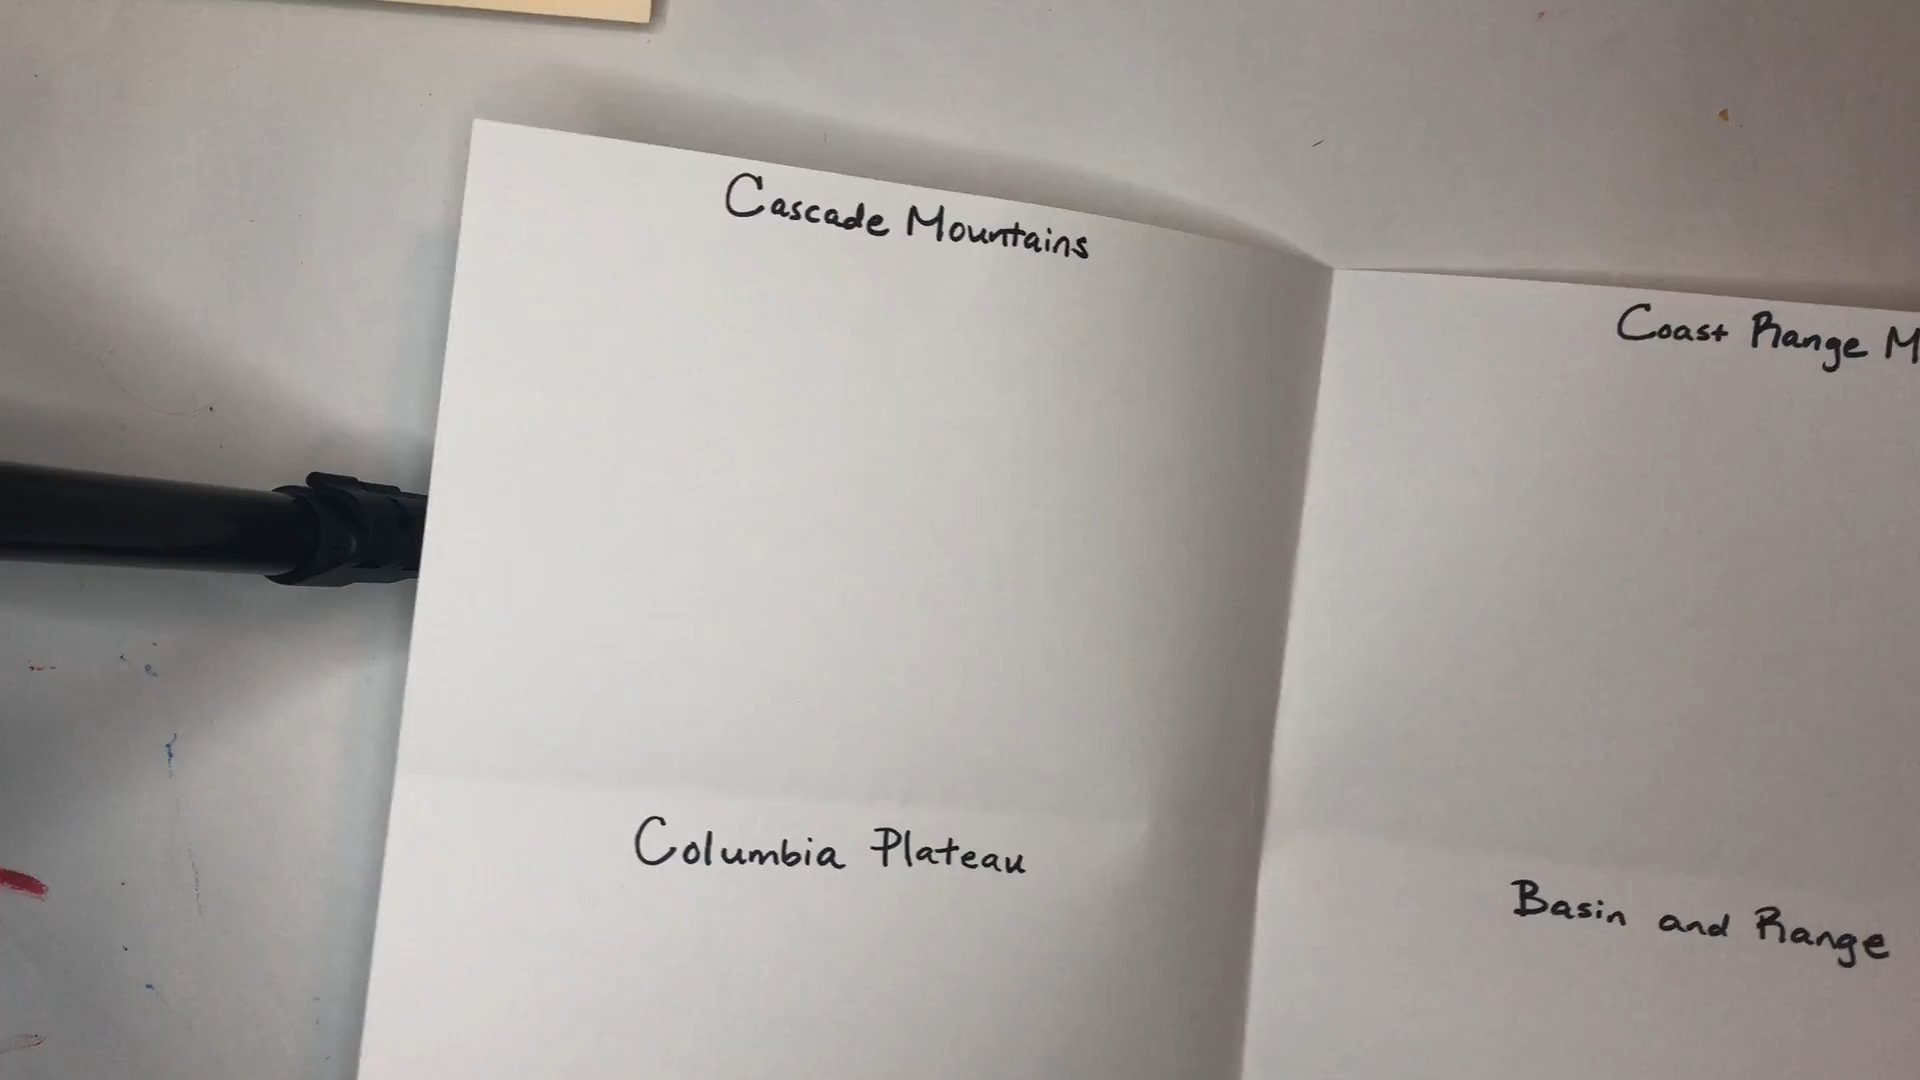 Cascade Mountains
Coast Range M
Columbia Plateau
Basin and Range